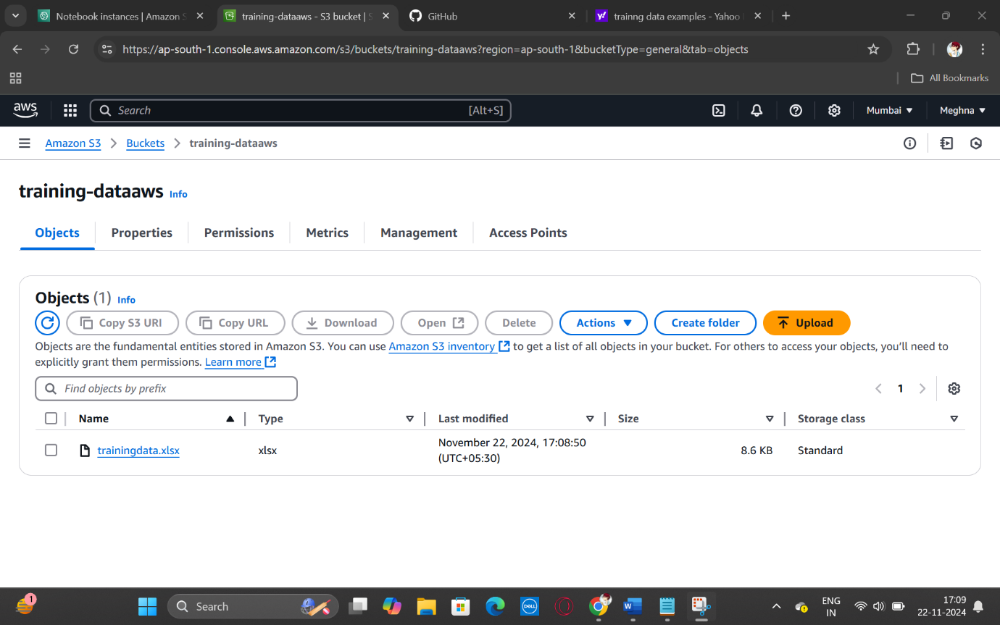 Notebook instances | Amazon S
training-dataaws - S3 bucket | S
GitHub
trainng data examples - Yahoo
https://ap-south-1.console.aws.amazon.com/s3/buckets/training-dataaws?region=ap-south-1&bucketType=general&tab=objects
All Bookmarks
aws
Search
[Alt+S]
Mumbai
Meghna
Amazon S3
Buckets
training-dataaws
training-dataaws Info
Objects
Properties
Permissions
Metrics
Management
Access Points
Objects (1) Info
Copy S3 URI
Copy URL
Download
Open
Delete
Actions
Create folder
Upload
Objects are the fundamental entities stored in Amazon S3. You can use Amazon S3 inventory to get a list of all objects in your bucket. For others to access your objects, you’ll need to
explicitly grant them permissions. Learn more
Find objects by prefix
1
Name
Type
Last modified
Size
Storage class
trainingdata.xlsx
xlsx
November 22, 2024, 17:08:50
(UTC+05:30)
8.6 KB
Standard
1
Search
DELL
W
ENG
IN
17:09
22-11-2024